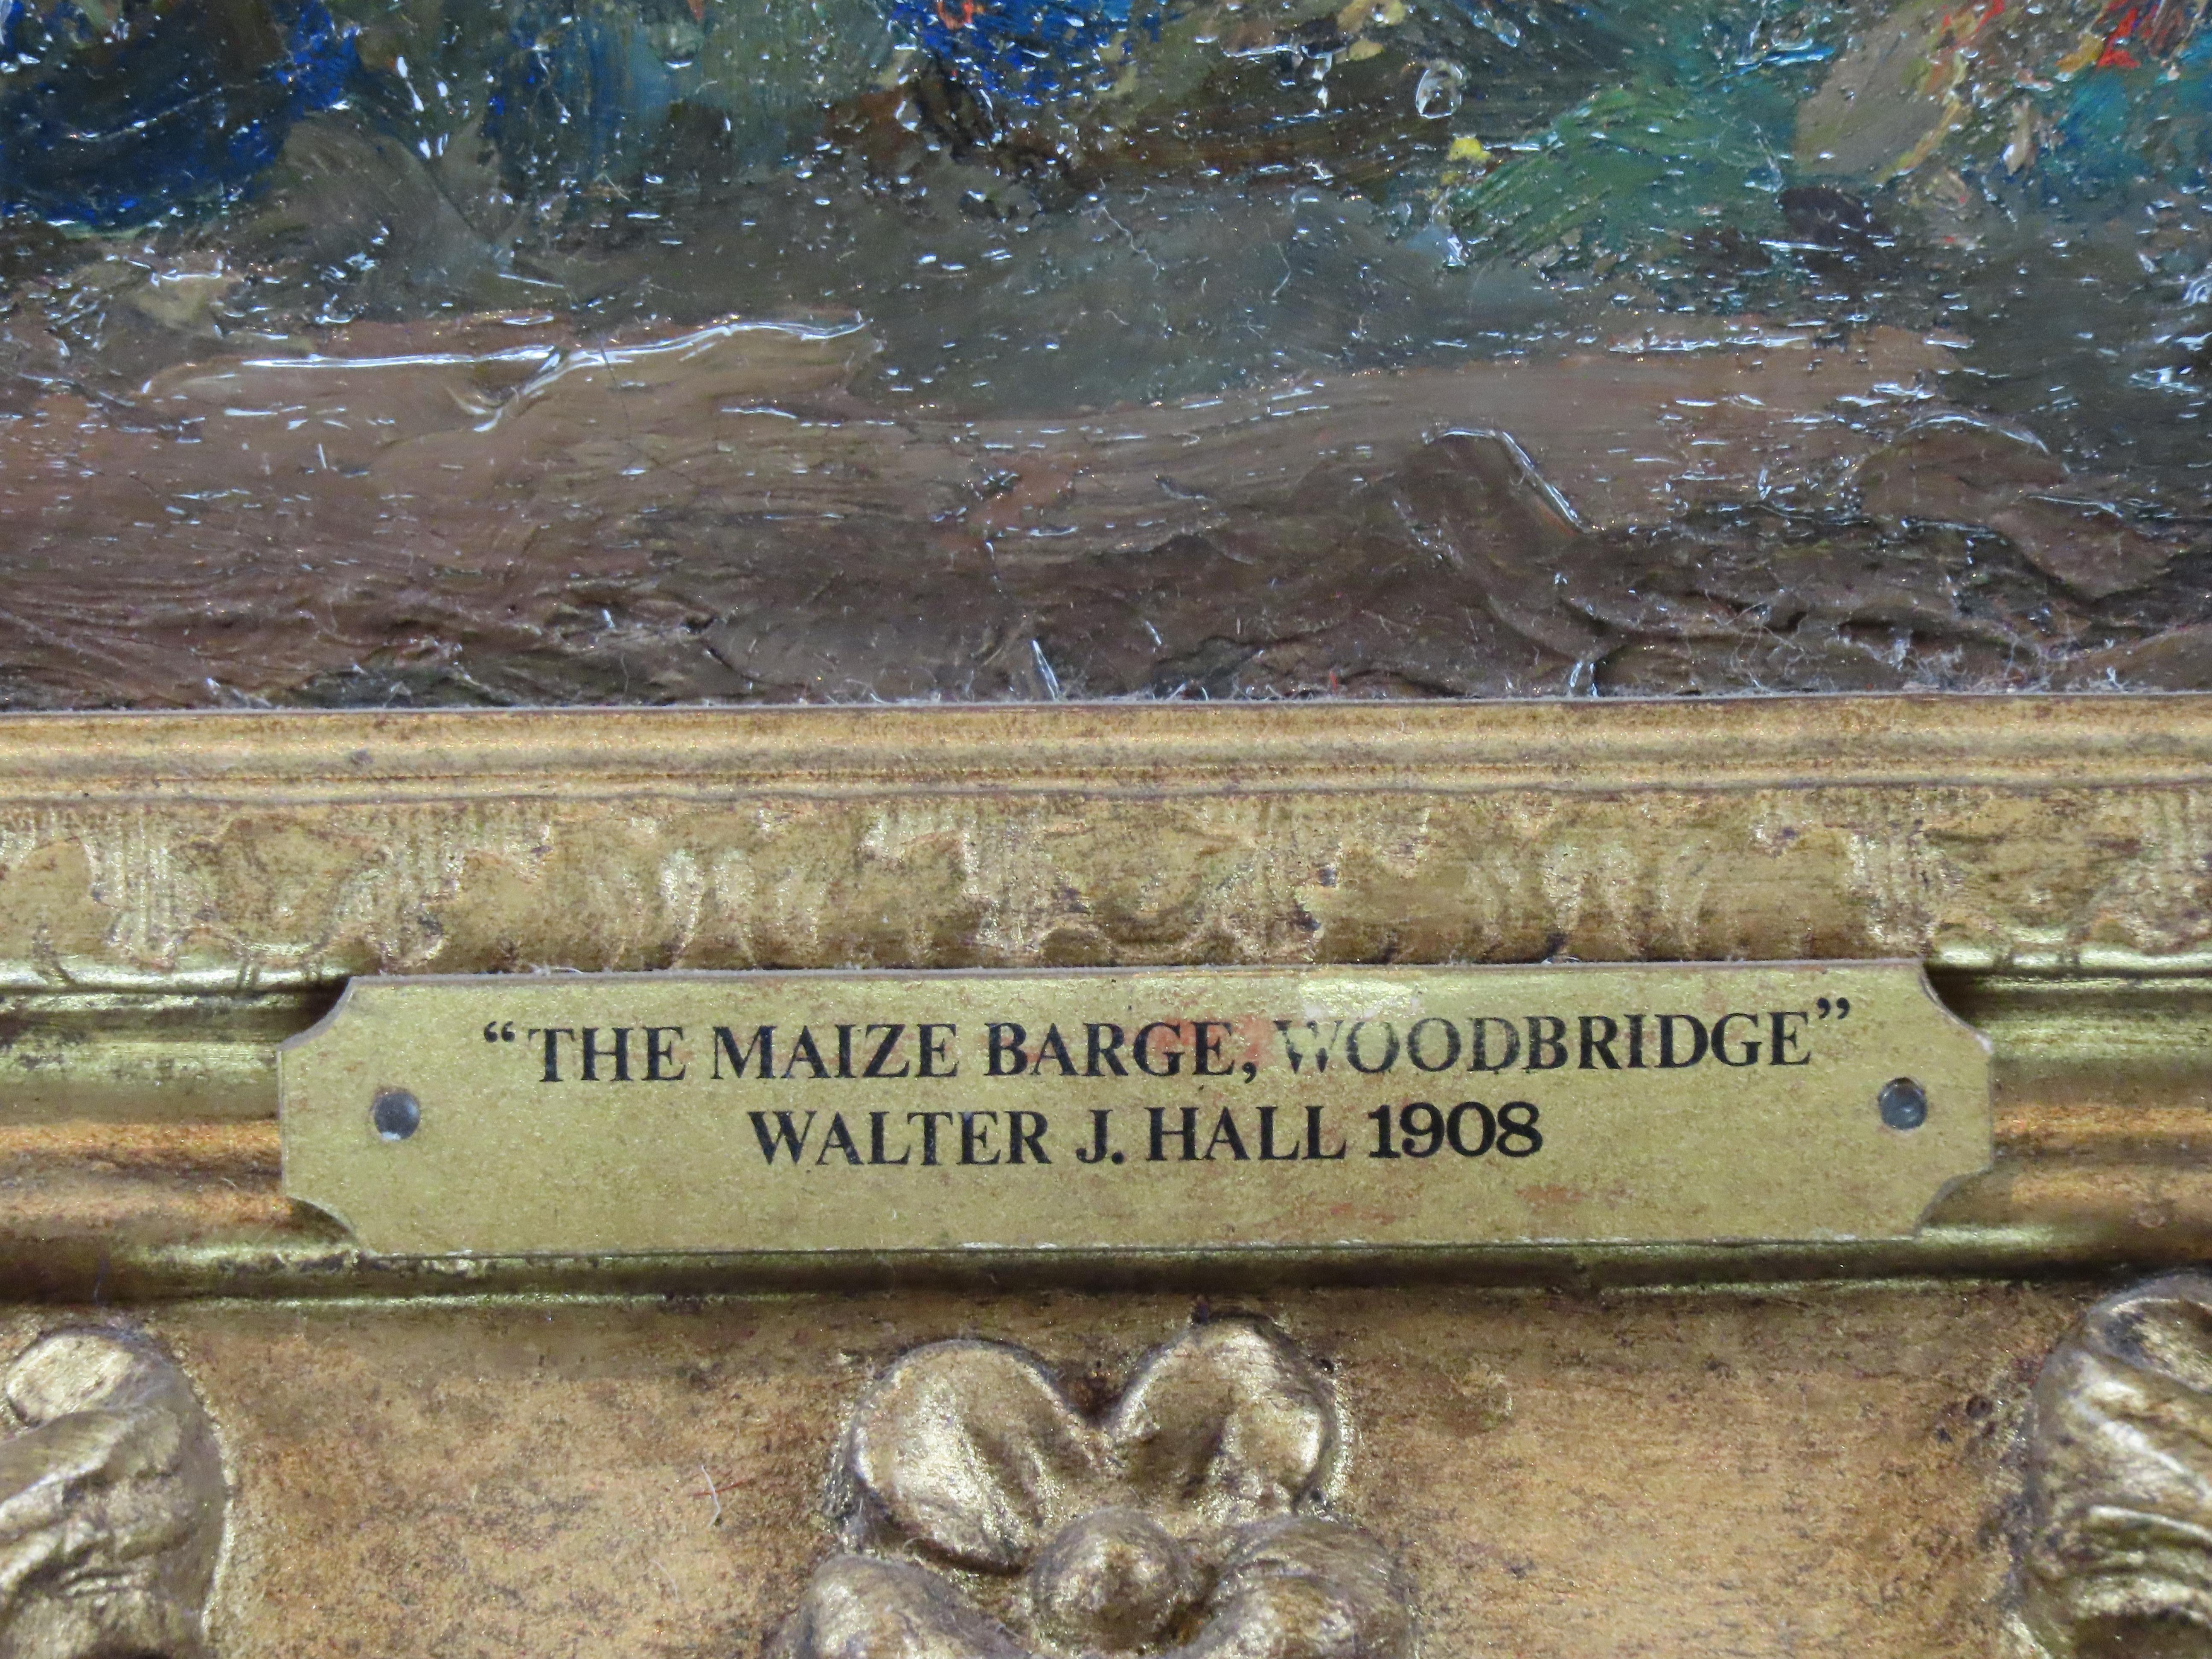 “THE MAIZE BARGE, WOODBRIDGE”
WALTER J. HALL 1908